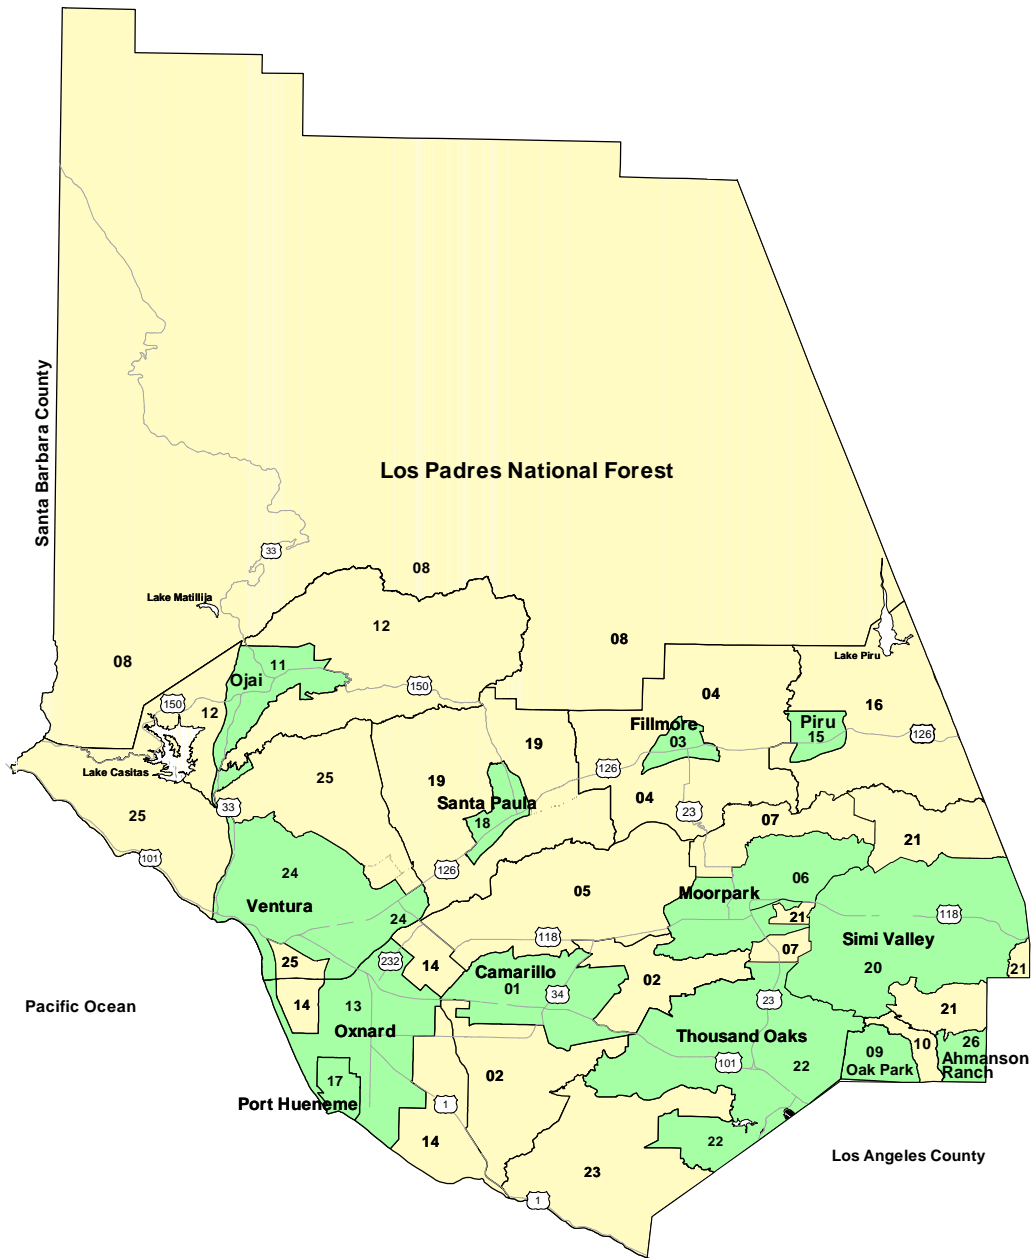 Santa Barbara County
Los Padres National Forest
33
08
Lake Matillija
12
08
08
11
Ojai
Lake Piru
150
04
150
12
16
Fillmore
Piru
03
15
126
19
126
Lake Casitas
25
19
Santa Paula
04
33
25
18
23
07
21
101
24
126
06
05
Moorpark
Ventura
24
21
118
118
Simi Valley
07
25
232
14
Camarillo
02
20
21
01
34
Pacific Ocean
14
13
23
21
Oxnard
Thousand Oaks
10
26
09
Ahmanson
Ranch
Oak Park
101
22
02
17
Port Hueneme
1
14
22
Los Angeles County
23
1